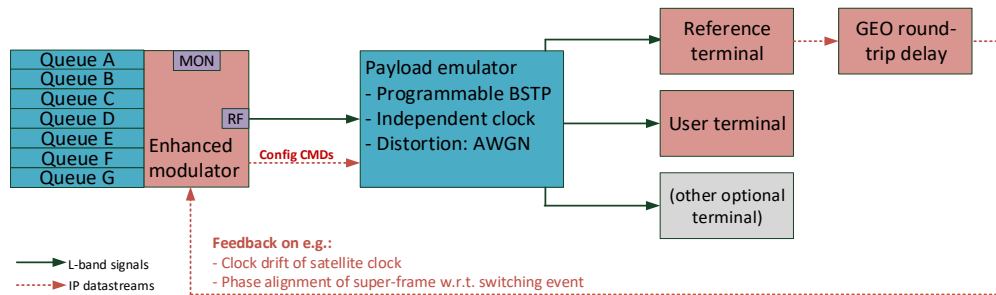 Queue A
Queue B
Queue C
Queue D
Queue E
Queue F
Queue G
MON
RF
Enhanced
modulator
Config CMDs
Payload emulator
- Programmable BSTP
- Independent clock
- Distortion: AWGN
Reference
terminal
GEO round-
trip delay
User terminal
(other optional
terminal)
Feedback on e.g.:
- Clock drift of satellite clock
- Phase alignment of super-frame w.r.t. switching event
L-band signals
IP datastreams